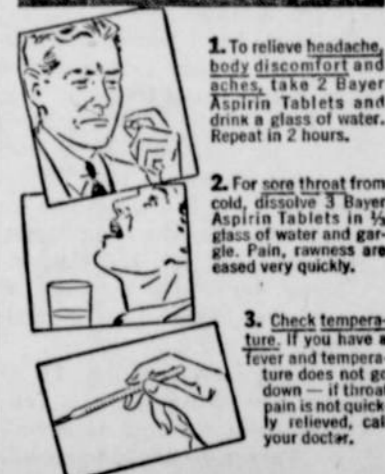 1. To relieve headache,
body discomfort and
aches, take 2 Bayer
Aspirin Tablets and
drink a glass of water.
Repeat in 2 hours.
2. For sore throat from
cold, dissolve 3 Bayer
Aspirin Tablets in ⅓
glass of water and gar-
gle. Pain, rawness are
eased very quickly.
3. Check tempera-
ture. If you have a
fever and tempera-
ture does not go
down — if throat
pain is not quick-
ly relieved, call
your doctor.